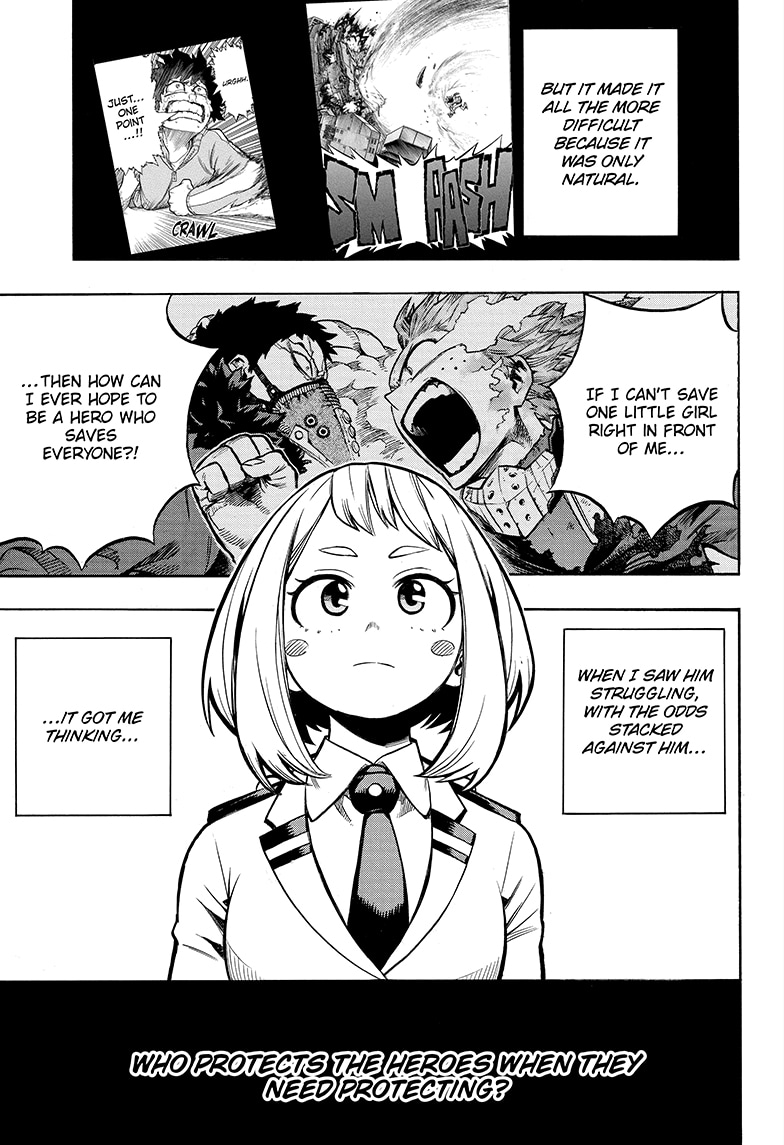 BUT IT MADE IT
ALL THE MORE
DIFFICULT
BECAUSE IT
WAS ONLY
NATURAL.
SMAASH
URGHH.
JUST...
ONE
POINT
...!!
CRAWL
IF I CAN'T SAVE
ONE LITTLE GIRL
RIGHT IN FRONT
OF ME...
...THEN HOW CAN
I EVER HOPE TO
BE A HERO WHO
SAVES
EVERYONE?!
WHEN I SAW HIM
STRUGGLING,
WITH THE ODDS
STACKED
AGAINST HIM...
...IT GOT ME
THINKING...
WHO PROTECTS THE HEROES WHEN THEY
NEED PROTECTING?